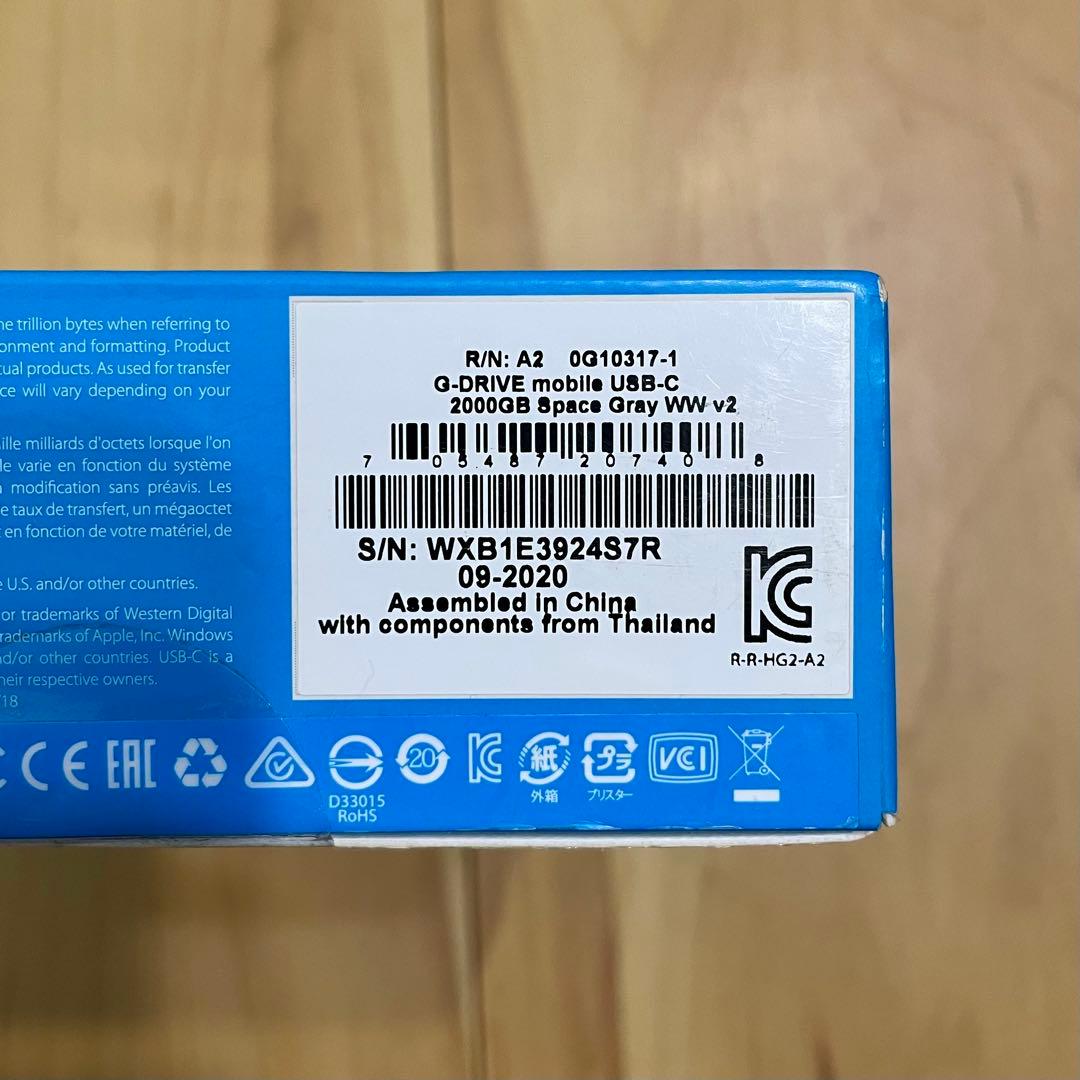 ne trillion bytes when referring to
onment and formatting. Product
tual products. As used for transfer
ce will vary depending on your
ille milliards d'octets lorsque l'on
le varie en fonction du système
modification sans préavis. Les
e taux de transfert, un mégaoctet
t en fonction de votre matériel, de
e U.S. and/or other countries.
or trademarks of Western Digital
rademarks of Apple, Inc. Windows
nd/or other countries. USB-C is a
heir respective owners.
/18
R/N: A2 0G10317-1
G-DRIVE mobile USB-C
2000GB Space Gray WW v2
7 05487 20740 8
S/N: WXB1E3924S7R
09-2020
Assembled in China
with components from Thailand
R-R-HG2-A2
CE EAC 20 紙 プラ VCI
D33015
RoHS
外箱
ブリスター